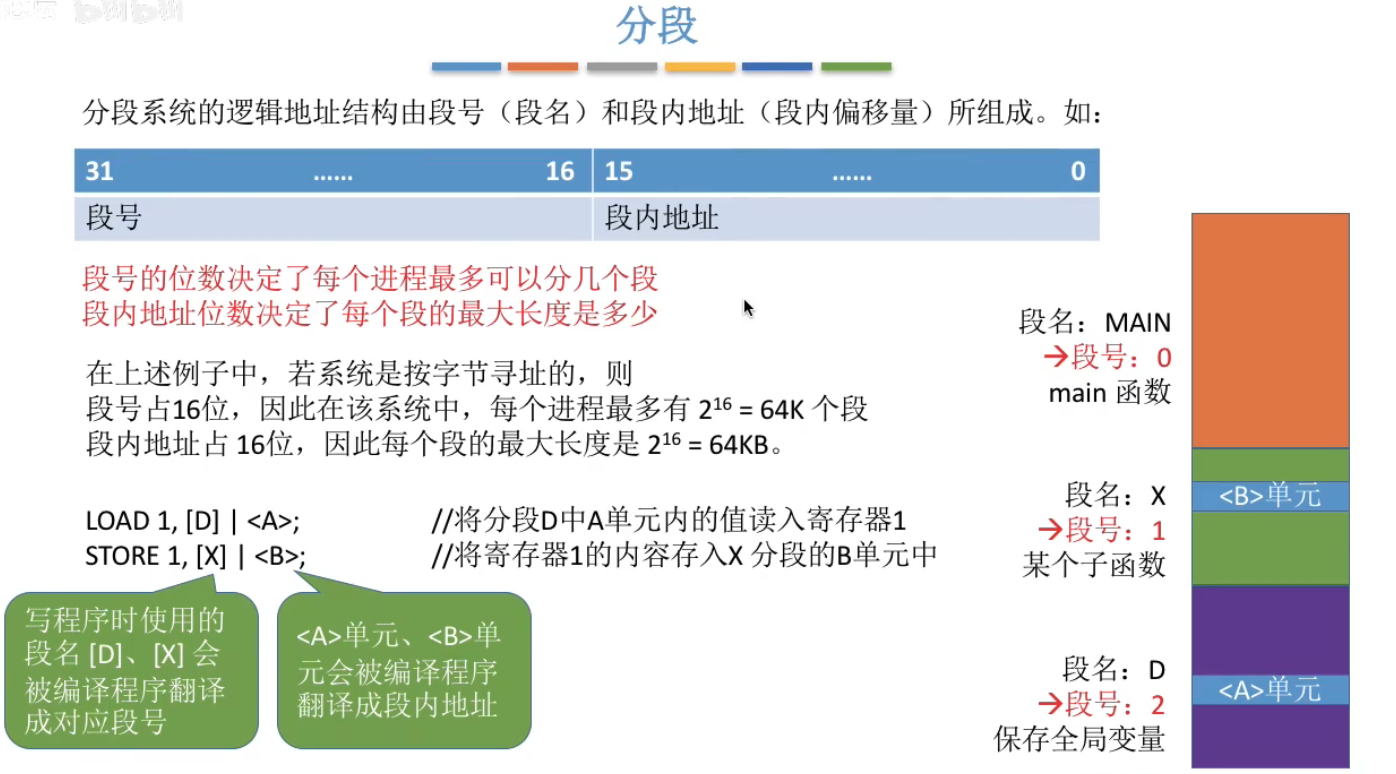 分段
分段系统的逻辑地址结构由段号（段名）和段内地址（段内偏移量）所组成。如：
31 …… 16 15 …… 0
段号 段内地址
段号的位数决定了每个进程最多可以分几个段
段内地址位数决定了每个段的最大长度是多少
在上述例子中，若系统是按字节寻址的，则
段号占16位，因此在该系统中，每个进程最多有 2¹⁶ = 64K 个段
段内地址占 16位，因此每个段的最大长度是 2¹⁶ = 64KB。
LOAD 1, [D] | <A>; //将分段D中A单元内的值读入寄存器1
STORE 1, [X] | <B>; //将寄存器1的内容存入X 分段的B单元中
写程序时使用的
段名 [D]、[X] 会
被编译程序翻译
成对应段号
<A>单元、<B>单
元会被编译程序
翻译成段内地址
段名：MAIN
→段号：0
main 函数
段名：X
→段号：1
某个子函数
段名：D
→段号：2
保存全局变量
<B>单元
<A>单元